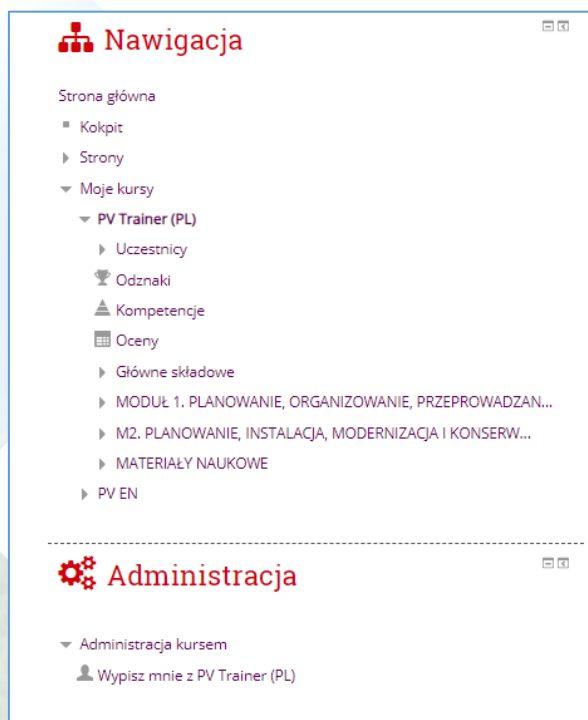 Nawigacja
Strona główna
Kokpit
Strony
Moje kursy
PV Trainer (PL)
Uczestnicy
Odznaki
Kompetencje
Oceny
Główne składowe
MODUŁ 1. PLANOWANIE, ORGANIZOWANIE, PRZEPROWADZAN...
M2. PLANOWANIE, INSTALACJA, MODERNIZACJA I KONSERW...
MATERIAŁY NAUKOWE
PV EN
Administracja
Administracja kursem
Wypisz mnie z PV Trainer (PL)